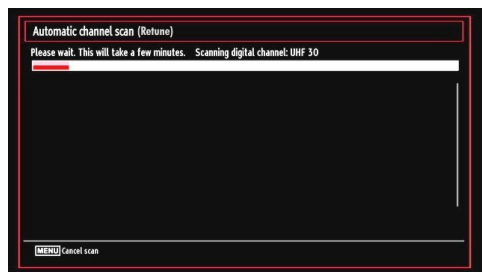 Automatic channel scan (Retune)
Please wait. This will take a few minutes. Scanning digital channel: UHF 30
MENU Cancel scan